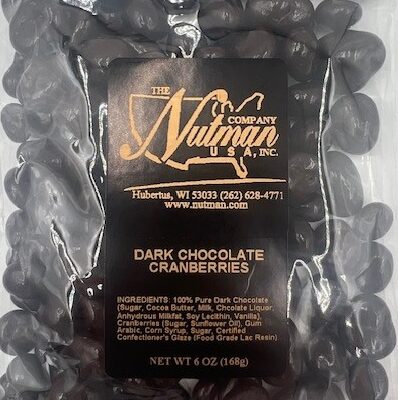 THE
Nutman
COMPANY
U S A, INC.
Hubertus, WI 53033 (262) 628-4771
www.nutman.com
DARK CHOCOLATE
CRANBERRIES
INGREDIENTS: 100% Pure Dark Chocolate
(Sugar, Cocoa Butter, Milk, Chcolate Liquor,
Anhydrous Milkfat, Soy Lecithin, Vanilla),
Cranberries (Sugar, Sunflower Oil), Gum
Arabic, Corn Syrup, Sugar, Certified
Confectioner's Glaze (Food Grade Lac Resin)
NET WT 6 OZ (168g)